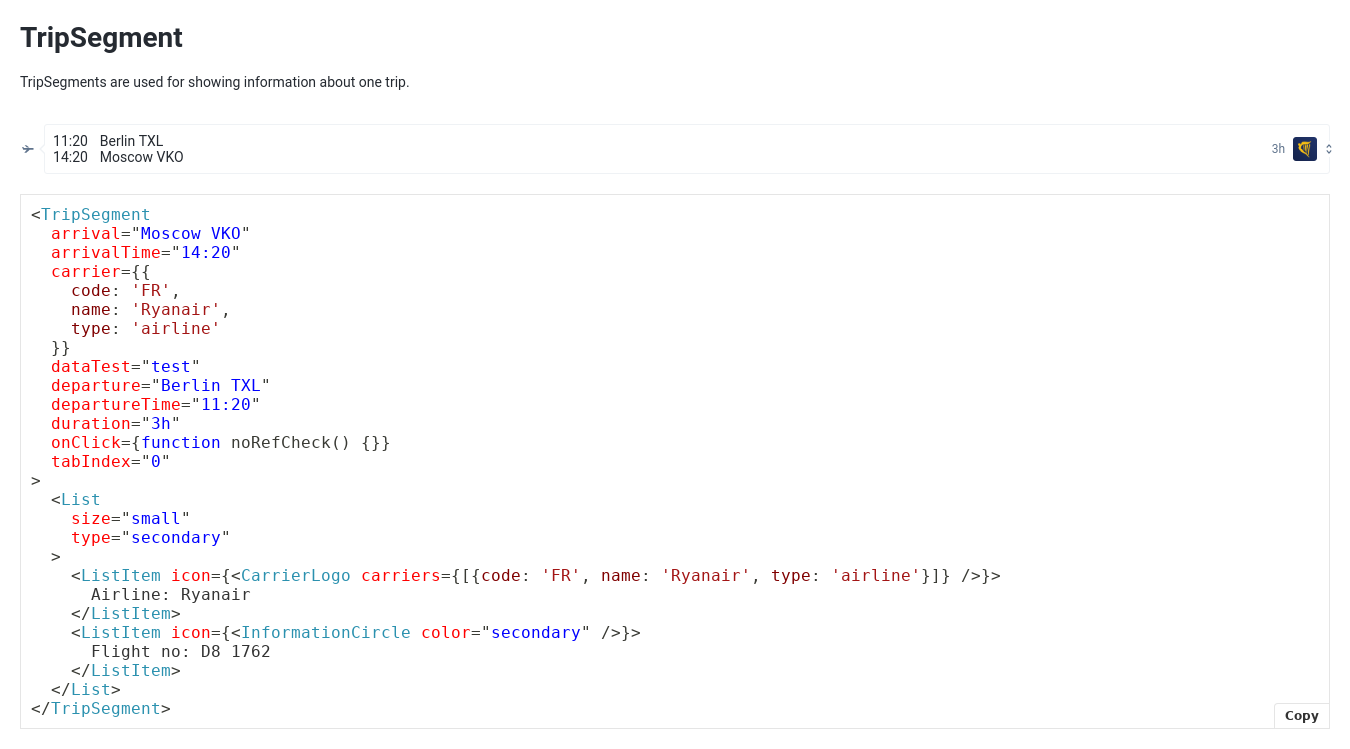 TripSegment
TripSegments are used for showing information about one trip.
11:20 Berlin TXL
14:20 Moscow VKO
3h
<TripSegment
  arrival="Moscow VKO"
  arrivalTime="14:20"
  carrier={{
    code: 'FR',
    name: 'Ryanair',
    type: 'airline'
  }}
  dataTest="test"
  departure="Berlin TXL"
  departureTime="11:20"
  duration="3h"
  onClick={function noRefCheck() {}}
  tabIndex="0"
>
  <List
    size="small"
    type="secondary"
  >
    <ListItem icon={<CarrierLogo carriers={[{code: 'FR', name: 'Ryanair', type: 'airline'}]} />}>
      Airline: Ryanair
    </ListItem>
    <ListItem icon={<InformationCircle color="secondary" />}>
      Flight no: D8 1762
    </ListItem>
  </List>
</TripSegment>
Copy